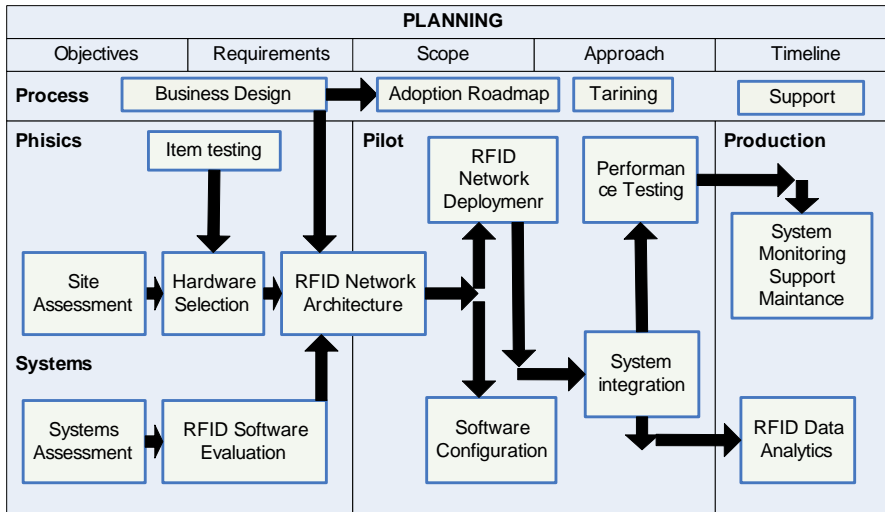 PLANNING
Objectives
Requirements
Scope
Approach
Timeline
Process
Business Design
Adoption Roadmap
Tarining
Support
Phisics
Item testing
Site
Assessment
Hardware
Selection
RFID Network
Architecture
Systems
Systems
Assessment
RFID Software
Evaluation
Pilot
RFID
Network
Deploymenr
Performan
ce Testing
System
integration
Software
Configuration
Production
System
Monitoring
Support
Maintance
RFID Data
Analytics